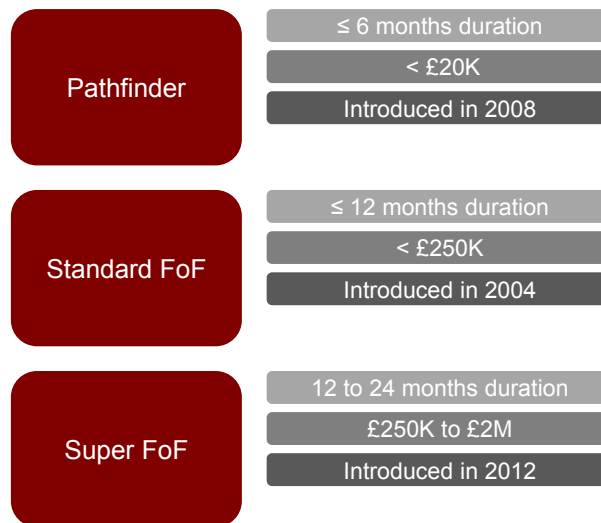 Pathfinder
≤ 6 months duration
< £20K
Introduced in 2008
Standard FoF
≤ 12 months duration
< £250K
Introduced in 2004
Super FoF
12 to 24 months duration
£250K to £2M
Introduced in 2012